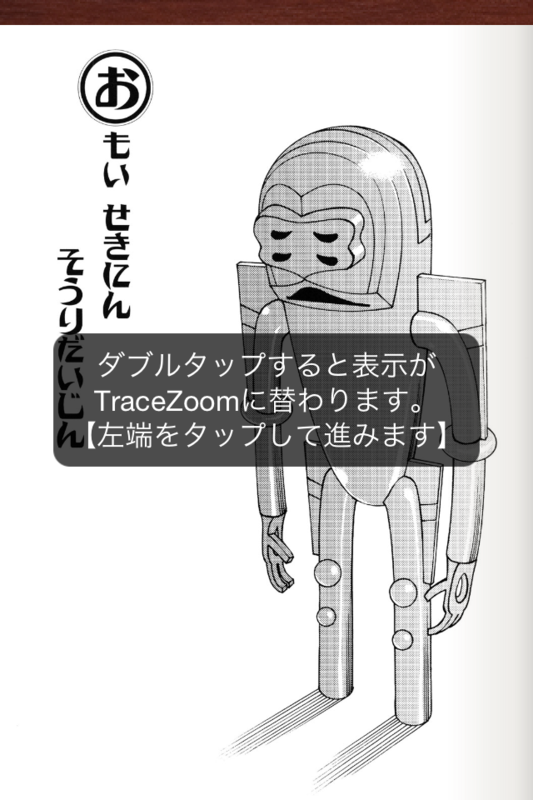 おもい せきにん
そうりだいじん
ダブルタップすると表示が
TraceZoomに替わります。
【左端をタップして進みます】